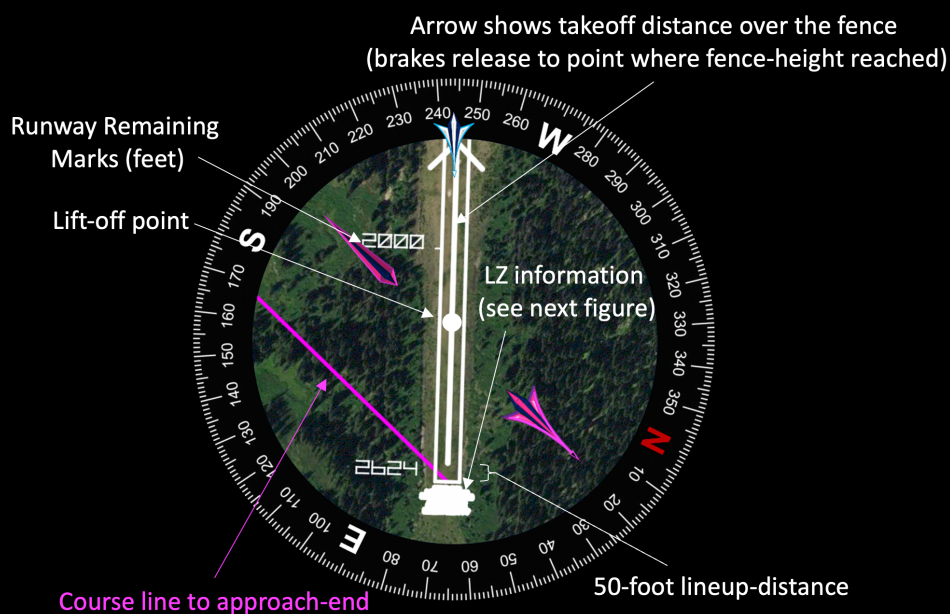 Arrow shows takeoff distance over the fence
(brakes release to point where fence-height reached)
Runway Remaining
Marks (feet)
Lift-off point
LZ information
(see next figure)
2000
2624
240
250
260
W
280
290
300
310
320
330
340
350
N
10
20
30
40
50
60
70
80
E
100
110
120
130
140
150
160
170
S
190
200
210
220
230
50-foot lineup-distance
Course line to approach-end